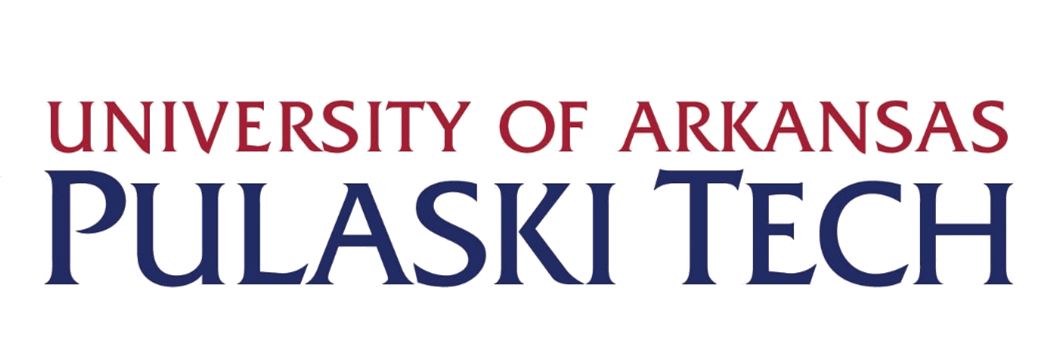 UNIVERSITY OF ARKANSAS
PULASKI TECH